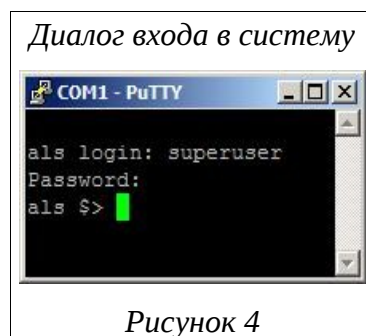 Диалог входа в систему
COM1 - PuTTY
als login: superuser
Password:
als $>
Рисунок 4